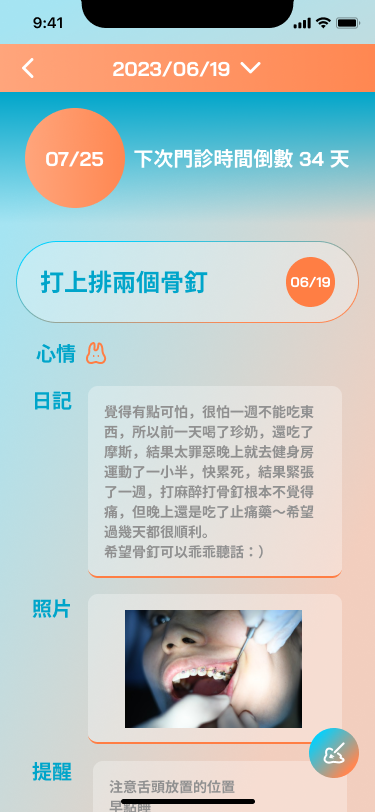 9:41
2023/06/19
07/25
下次門診時間倒數 34 天
打上排兩個骨釘
06/19
心情
日記
覺得有點可怕，很怕一週不能吃東
西，所以前一天喝了珍奶，還吃了
摩斯，結果太罪惡晚上就去健身房
運動了一小半，快累死，結果緊張
了一週，打麻醉打骨釘根本不覺得
痛，但晚上還是吃了止痛藥～希望
過幾天都很順利。
希望骨釘可以乖乖聽話：）
照片
提醒
注意舌頭放置的位置
早點睡